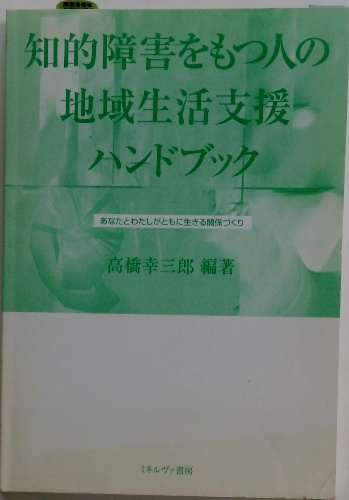 知的障害をもつ人の
地域生活支援
ハンドブック
あなたとわたしがともに生きる関係づくり
高橋幸三郎 編著
ミネルヴァ書房